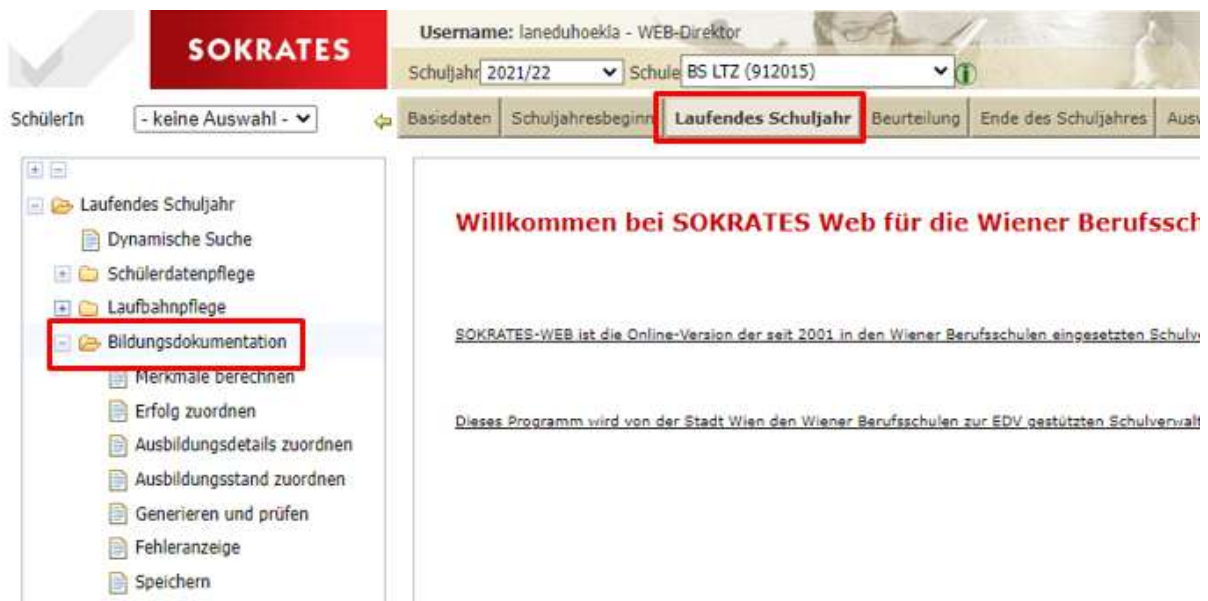 SOKRATES
Username: laneduhoekla - WEB-Direktor
Schuljahr 2021/22 Schule BS LTZ (912015)
SchülerIn - keine Auswahl -
Basisdaten Schuljahresbeginn Laufendes Schuljahr Beurteilung Ende des Schuljahres
Laufendes Schuljahr
Dynamische Suche
Schülerdatenpflege
Laufbahnpflege
Bildungsdokumentation
Merkmale berechnen
Erfolg zuordnen
Ausbildungsdetails zuordnen
Ausbildungsstand zuordnen
Generieren und prüfen
Fehleranzeige
Speichern
Willkommen bei SOKRATES Web für die Wiener
SOKRATES-WEB ist die Online-Version der seit 2001 in den Wiener Berufsschulen eingesetzten
Dieses Programm wird von der Stadt Wien den Wiener Berufsschulen zur EDV gestützten